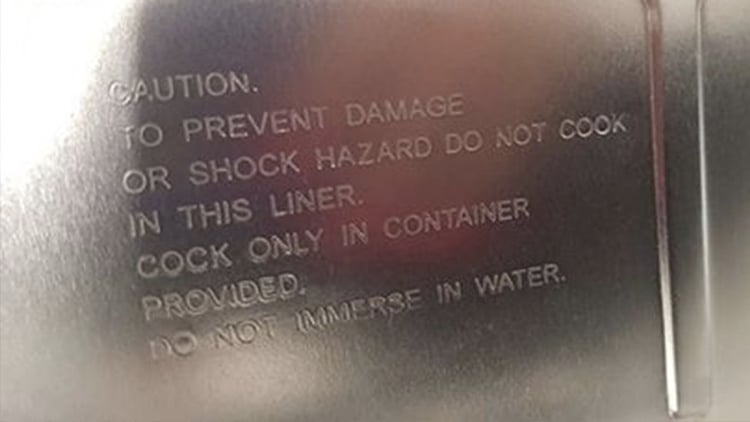 CAUTION.
TO PREVENT DAMAGE
OR SHOCK HAZARD DO NOT COOK
IN THIS LINER.
COCK ONLY IN CONTAINER
PROVIDED.
DO NOT IMMERSE IN WATER.